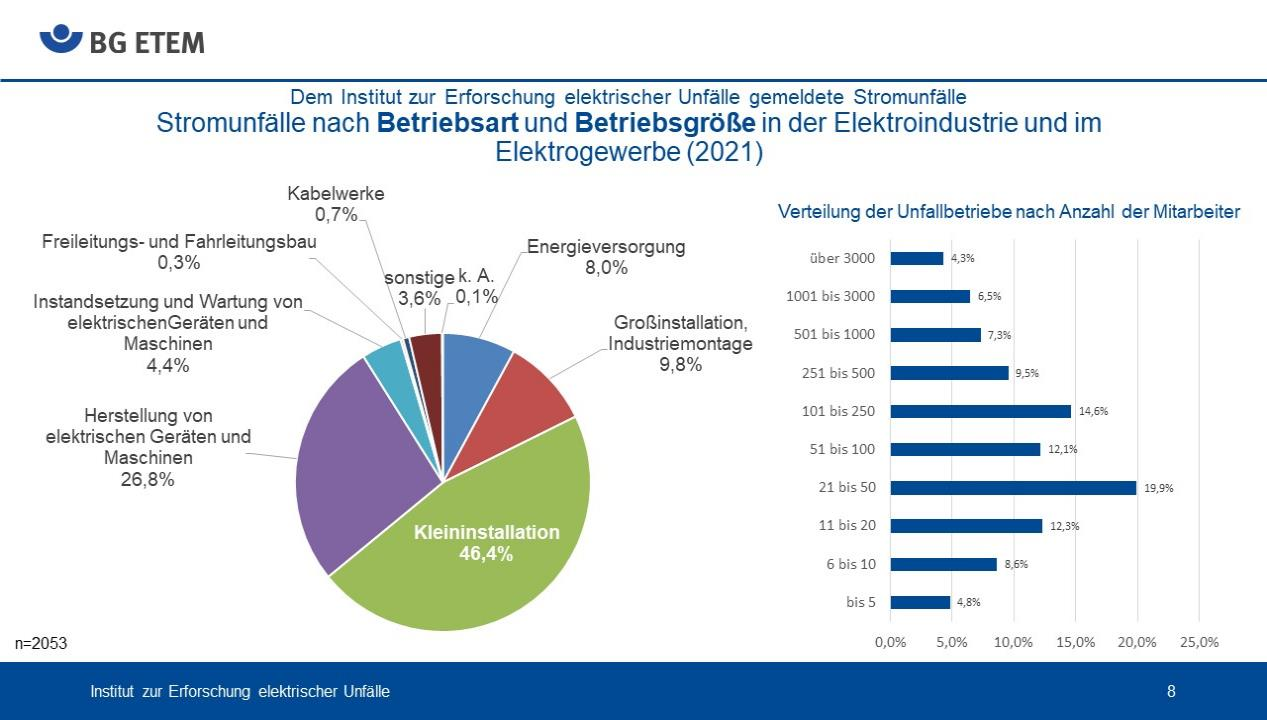 BG ETEM
Dem Institut zur Erforschung elektrischer Unfälle gemeldete Stromunfälle
Stromunfälle nach Betriebsart und Betriebsgröße in der Elektroindustrie und im
Elektrogewerbe (2021)
Kabelwerke
0,7%
Freileitungs- und Fahrleitungsbau
0,3%
Instandsetzung und Wartung von
elektrischenGeräten und
Maschinen
4,4%
Herstellung von
elektrischen Geräten und
Maschinen
26,8%
sonstige
3,6%
k. A.
0,1%
Energieversorgung
8,0%
Großinstallation,
Industriemontage
9,8%
Kleininstallation
46,4%
n=2053
Verteilung der Unfallbetriebe nach Anzahl der Mitarbeiter
über 3000 4,3%
1001 bis 3000 6,5%
501 bis 1000 7,3%
251 bis 500 9,5%
101 bis 250 14,6%
51 bis 100 12,1%
21 bis 50 19,9%
11 bis 20 12,3%
6 bis 10 8,6%
bis 5 4,8%
0,0% 5,0% 10,0% 15,0% 20,0% 25,0%
Institut zur Erforschung elektrischer Unfälle 8